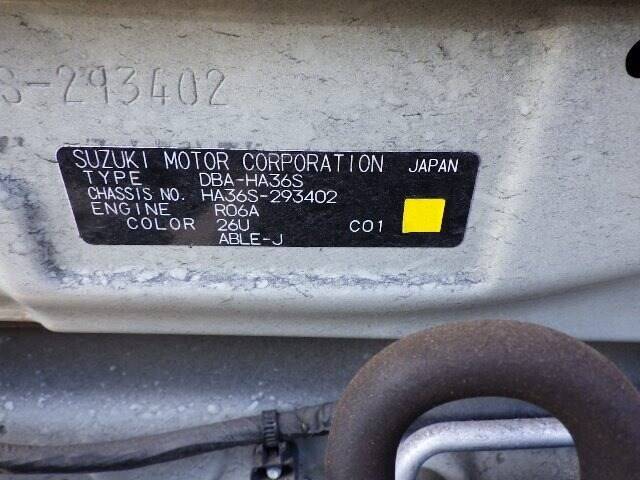 S-293402
SUZUKI MOTOR CORPORATION JAPAN
TYPE DBA-HA36S
CHASSIS NO. HA36S-293402
ENGINE R06A
COLOR 26U C01
ABLE-J